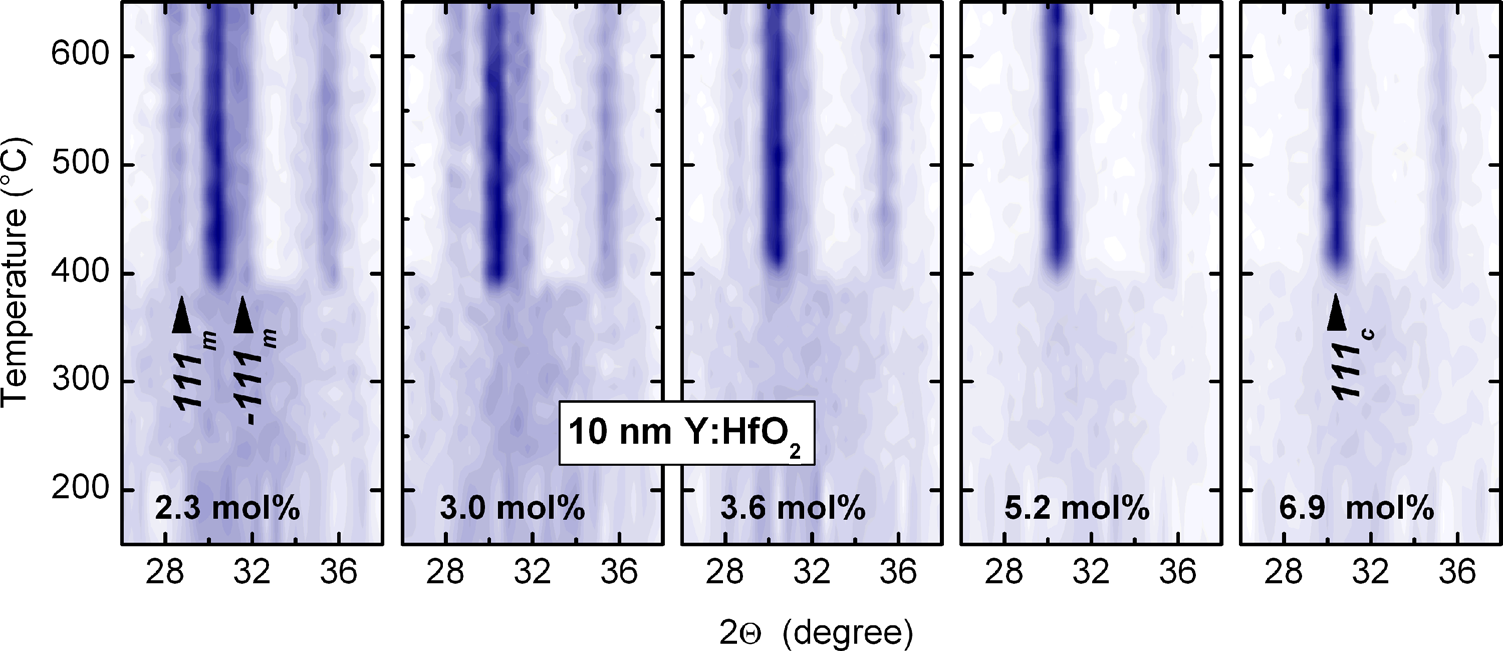 Temperature (°C)
600
500
400
300
200
111m
-111m
111c
10 nm Y:HfO2
2.3 mol%
3.0 mol%
3.6 mol%
5.2 mol%
6.9 mol%
28 32 36 28 32 36 28 32 36 28 32 36 28 32 36
2Θ (degree)